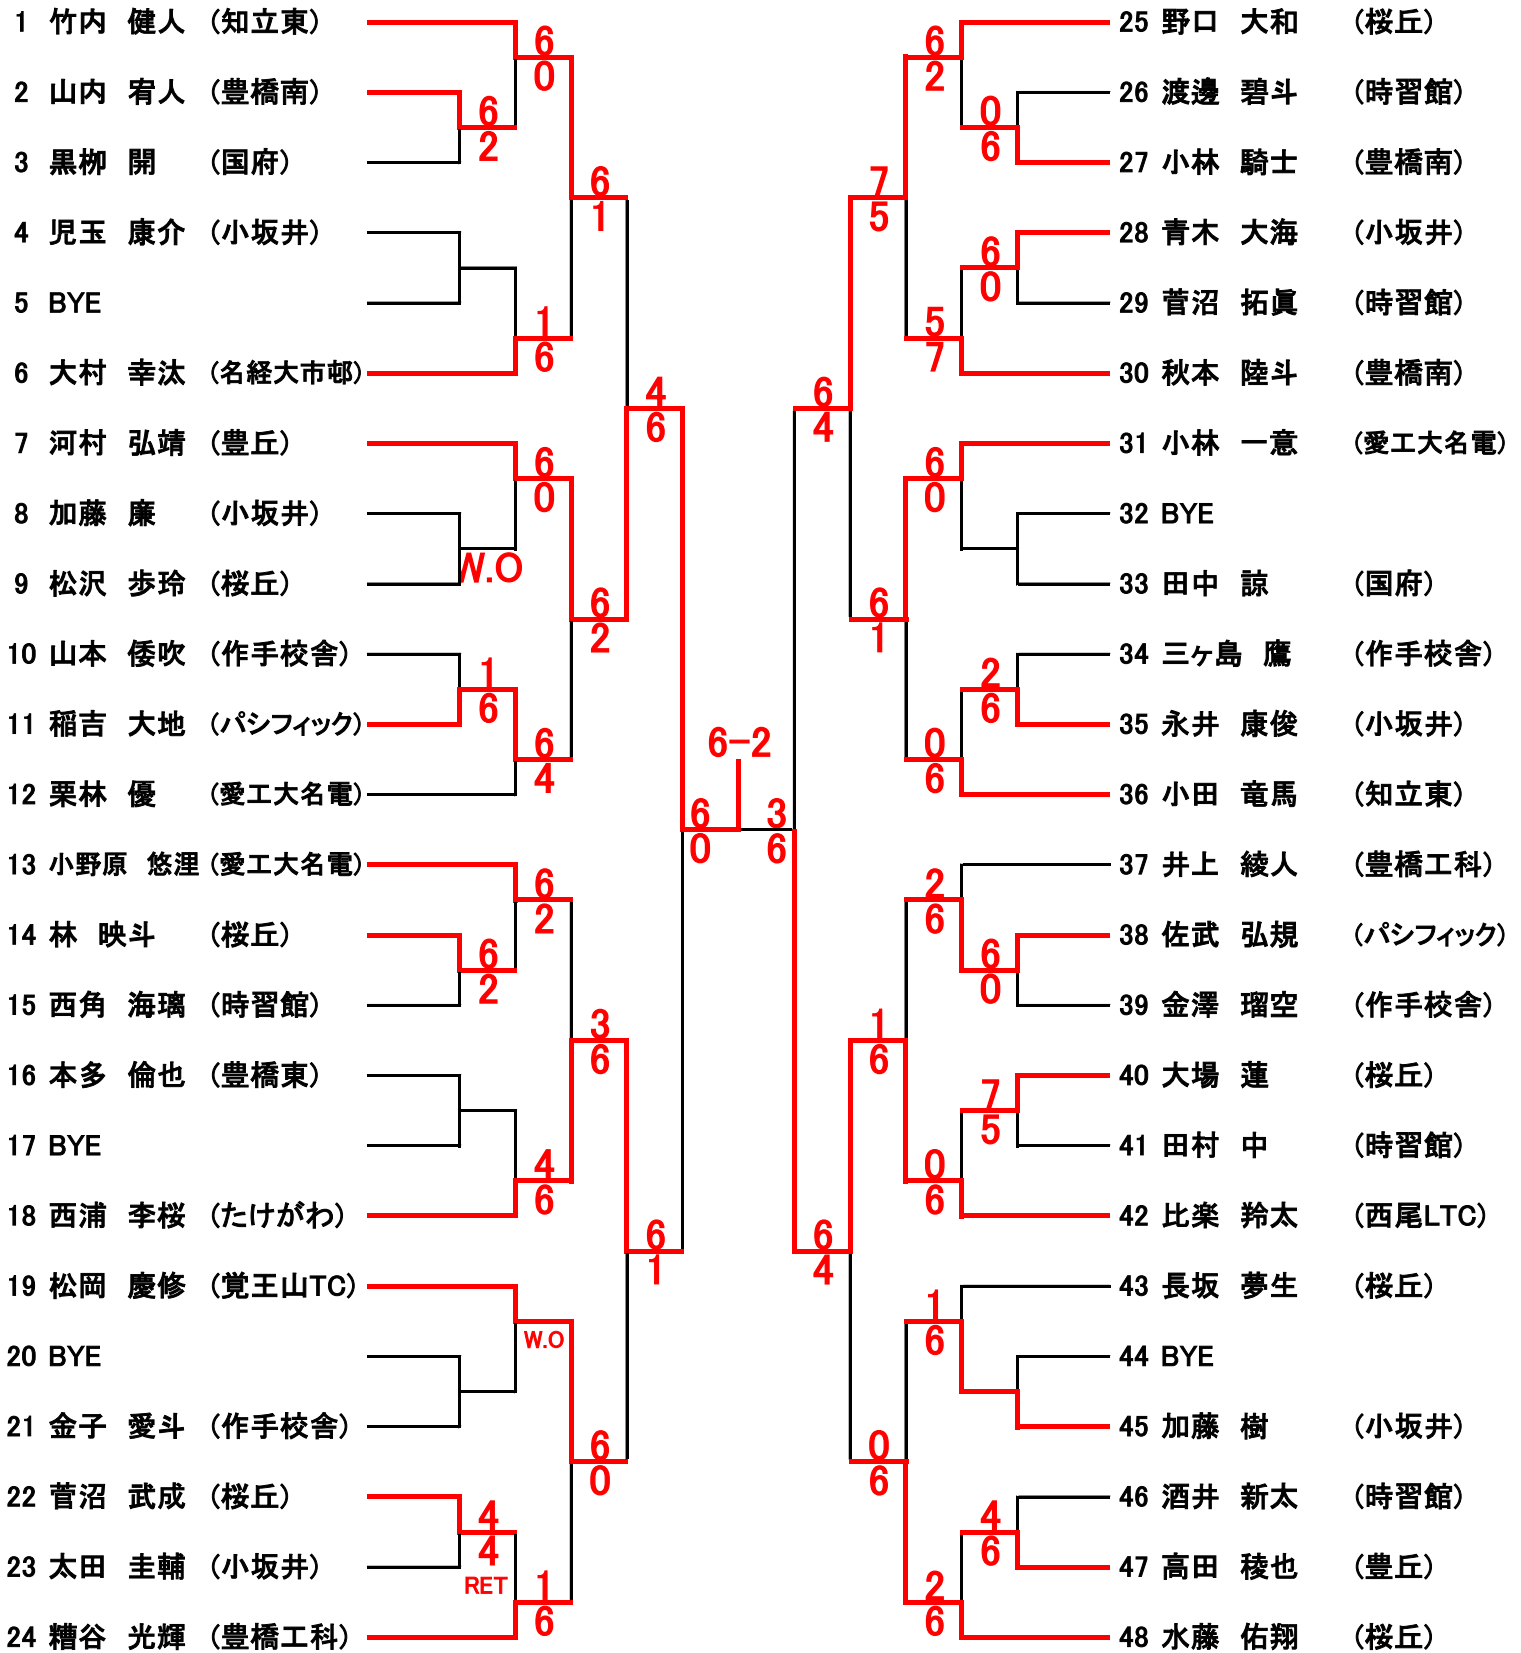 1 竹内 健人 (知立東)
2 山内 宥人 (豊橋南)
3 黒栁 開 (国府)
4 児玉 康介 (小坂井)
5 BYE
6 大村 幸汰 (名経大市邨)
7 河村 弘靖 (豊丘)
8 加藤 廉 (小坂井)
9 松沢 歩玲 (桜丘)
10 山本 倭吹 (作手校舎)
11 稲吉 大地 (パシフィック)
12 栗林 優 (愛工大名電)
13 小野原 悠浬 (愛工大名電)
14 林 映斗 (桜丘)
15 西角 海璃 (時習館)
16 本多 倫也 (豊橋東)
17 BYE
18 西浦 李桜 (たけがわ)
19 松岡 慶修 (覚王山TC)
20 BYE
21 金子 愛斗 (作手校舎)
22 菅沼 武成 (桜丘)
23 太田 圭輔 (小坂井)
24 糟谷 光輝 (豊橋工科)
6
2
1
6
6
2
4
4
RET
W.O
6
0
1
6
6
0
6
4
6
2
4
6
W.O
1
6
6
1
6
2
3
6
6
0
4
6
6
1
6
0
6-2
3
6
6
4
6
4
7
5
6
1
1
6
0
6
6
2
5
7
6
0
0
6
2
6
0
6
1
6
2
6
0
6
6
0
2
6
6
0
7
5
4
6
25 野口 大和 (桜丘)
26 渡邊 碧斗 (時習館)
27 小林 騎士 (豊橋南)
28 青木 大海 (小坂井)
29 菅沼 拓眞 (時習館)
30 秋本 陸斗 (豊橋南)
31 小林 一意 (愛工大名電)
32 BYE
33 田中 諒 (国府)
34 三ヶ島 鷹 (作手校舎)
35 永井 康俊 (小坂井)
36 小田 竜馬 (知立東)
37 井上 綾人 (豊橋工科)
38 佐武 弘規 (パシフィック)
39 金澤 瑠空 (作手校舎)
40 大場 蓮 (桜丘)
41 田村 中 (時習館)
42 比楽 羚太 (西尾LTC)
43 長坂 夢生 (桜丘)
44 BYE
45 加藤 樹 (小坂井)
46 酒井 新太 (時習館)
47 高田 稜也 (豊丘)
48 水藤 佑翔 (桜丘)